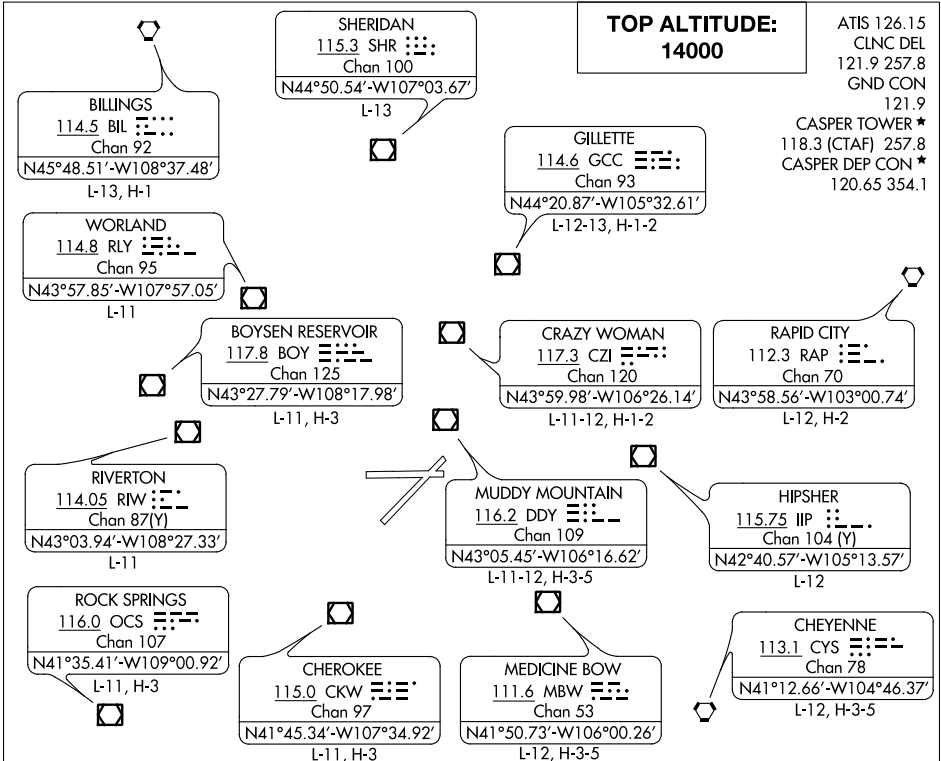 TOP ALTITUDE:
14000
ATIS 126.15
CLNC DEL
121.9 257.8
GND CON
121.9
CASPER TOWER ★
118.3 (CTAF) 257.8
CASPER DEP CON ★
120.65 354.1
SHERIDAN
115.3 SHR
Chan 100
N44°50.54'-W107°03.67'
L-13
BILLINGS
114.5 BIL
Chan 92
N45°48.51'-W108°37.48'
L-13, H-1
GILLETTE
114.6 GCC
Chan 93
N44°20.87'-W105°32.61'
L-12-13, H-1-2
WORLAND
114.8 RLY
Chan 95
N43°57.85'-W107°57.05'
L-11
BOYSEN RESERVOIR
117.8 BOY
Chan 125
N43°27.79'-W108°17.98'
L-11, H-3
CRAZY WOMAN
117.3 CZI
Chan 120
N43°59.98'-W106°26.14'
L-11-12, H-1-2
RAPID CITY
112.3 RAP
Chan 70
N43°58.56'-W103°00.74'
L-12, H-2
RIVERTON
114.05 RIW
Chan 87(Y)
N43°03.94'-W108°27.33'
L-11
MUDDY MOUNTAIN
116.2 DDY
Chan 109
N43°05.45'-W106°16.62'
L-11-12, H-3-5
HIPSHER
115.75 IIP
Chan 104 (Y)
N42°40.57'-W105°13.57'
L-12
ROCK SPRINGS
116.0 OCS
Chan 107
N41°35.41'-W109°00.92'
L-11, H-3
CHEROKEE
115.0 CKW
Chan 97
N41°45.34'-W107°34.92'
L-11, H-3
MEDICINE BOW
111.6 MBW
Chan 53
N41°50.73'-W106°00.26'
L-12, H-3-5
CHEYENNE
113.1 CYS
Chan 78
N41°12.66'-W104°46.37'
L-12, H-3-5